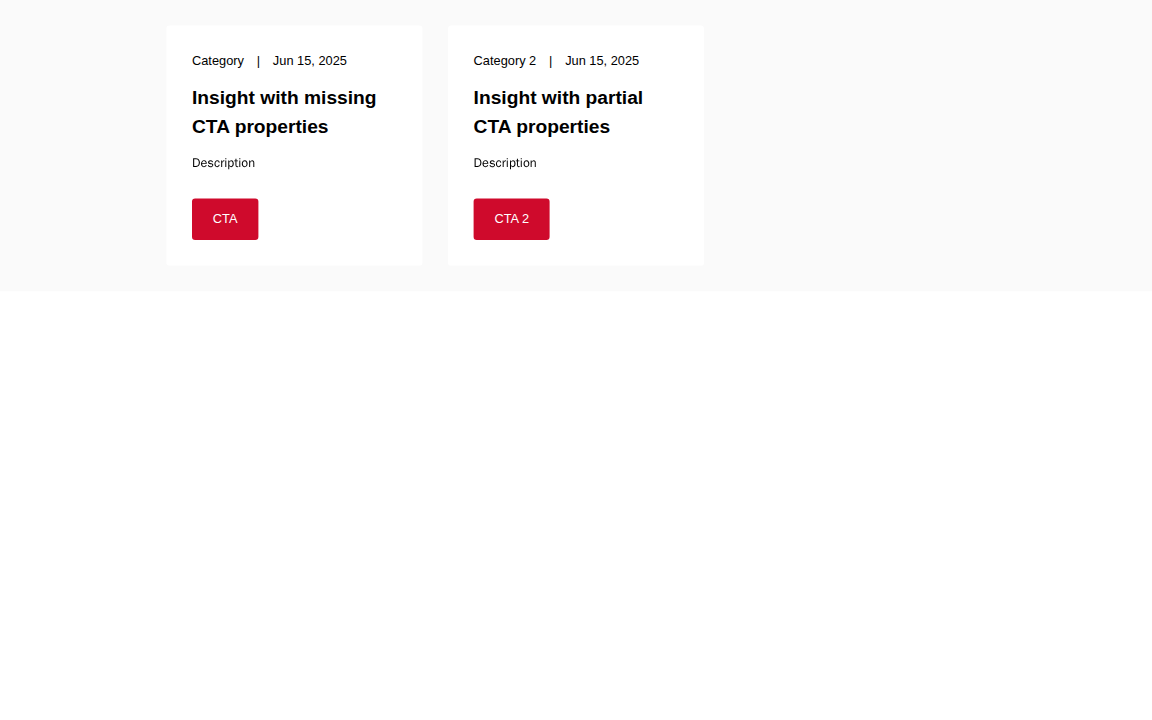 Category | Jun 15, 2025
Insight with missing
CTA properties
Description
CTA
Category 2 | Jun 15, 2025
Insight with partial
CTA properties
Description
CTA 2